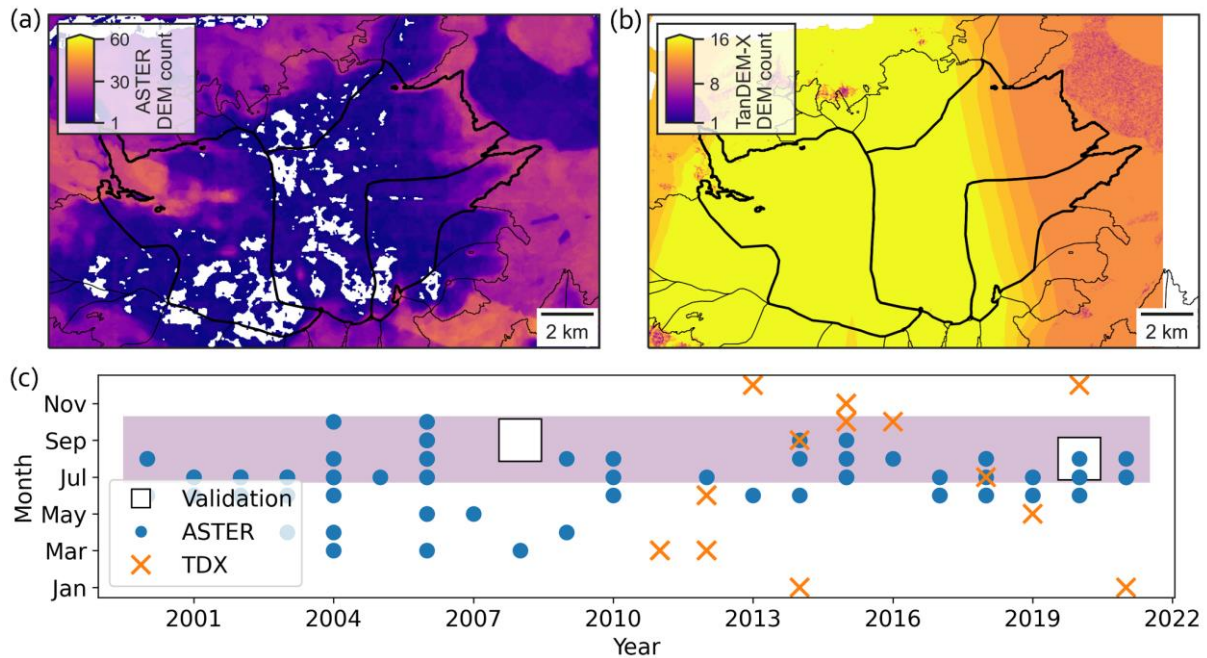 (a)
60
30
1
ASTER
DEM count
2 km
(b)
16
8
1
TanDEM-X
DEM count
2 km
(c)
Nov
Sep
Jul
May
Mar
Jan
Month
Validation
ASTER
TDX
2001
2004
2007
2010
2013
2016
2019
2022
Year